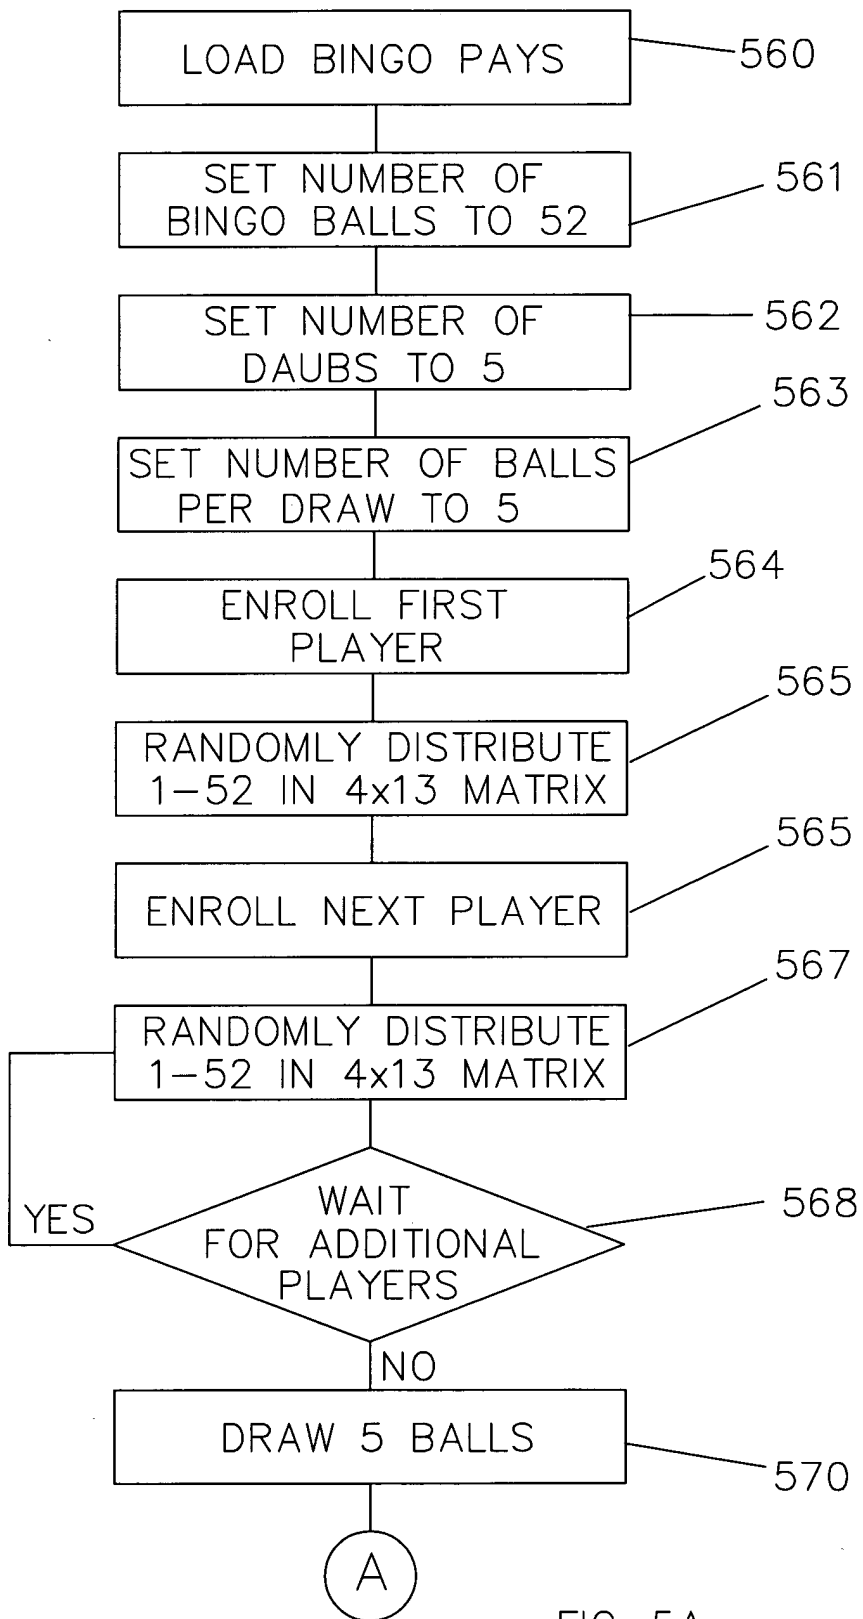 LOAD BINGO PAYS
560
SET NUMBER OF
BINGO BALLS TO 52
561
SET NUMBER OF
DAUBS TO 5
562
SET NUMBER OF BALLS
PER DRAW TO 5
563
ENROLL FIRST
PLAYER
564
RANDOMLY DISTRIBUTE
1-52 IN 4x13 MATRIX
565
ENROLL NEXT PLAYER
565
RANDOMLY DISTRIBUTE
1-52 IN 4x13 MATRIX
567
WAIT
FOR ADDITIONAL
PLAYERS
568
YES
NO
DRAW 5 BALLS
570
A
FIG. 5A